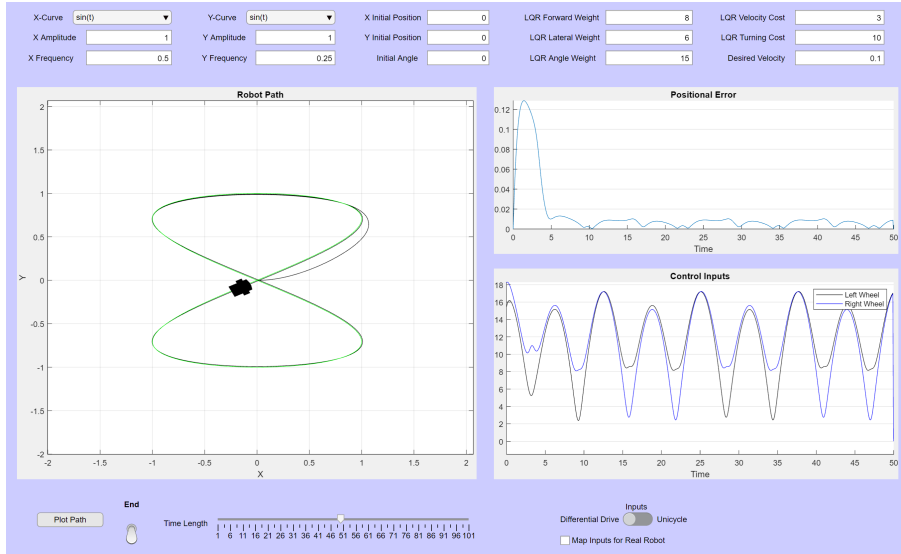 X-Curve sin(t) Y-Curve sin(t) X Initial Position 0 LQR Forward Weight 8 LQR Velocity Cost 3
X Amplitude 1 Y Amplitude 1 Y Initial Position 0 LQR Lateral Weight 6 LQR Turning Cost 10
X Frequency 0.5 Y Frequency 0.25 Initial Angle 0 LQR Angle Weight 15 Desired Velocity 0.1
Robot Path
2
1.5
1
0.5
0
-0.5
-1
-1.5
-2
Y
-2 -1.5 -1 -0.5 0 0.5 1 1.5 2
X
Positional Error
0.12
0.1
0.08
0.06
0.04
0.02
0
0 5 10 15 20 25 30 35 40 45 50
Time
Control Inputs
Left Wheel
Right Wheel
18
16
14
12
10
8
6
4
2
0
0 5 10 15 20 25 30 35 40 45 50
Time
Plot Path
End
Time Length
1 6 11 16 21 26 31 36 41 46 51 56 61 66 71 76 81 86 91 96 101
Inputs
Differential Drive Unicycle
Map Inputs for Real Robot